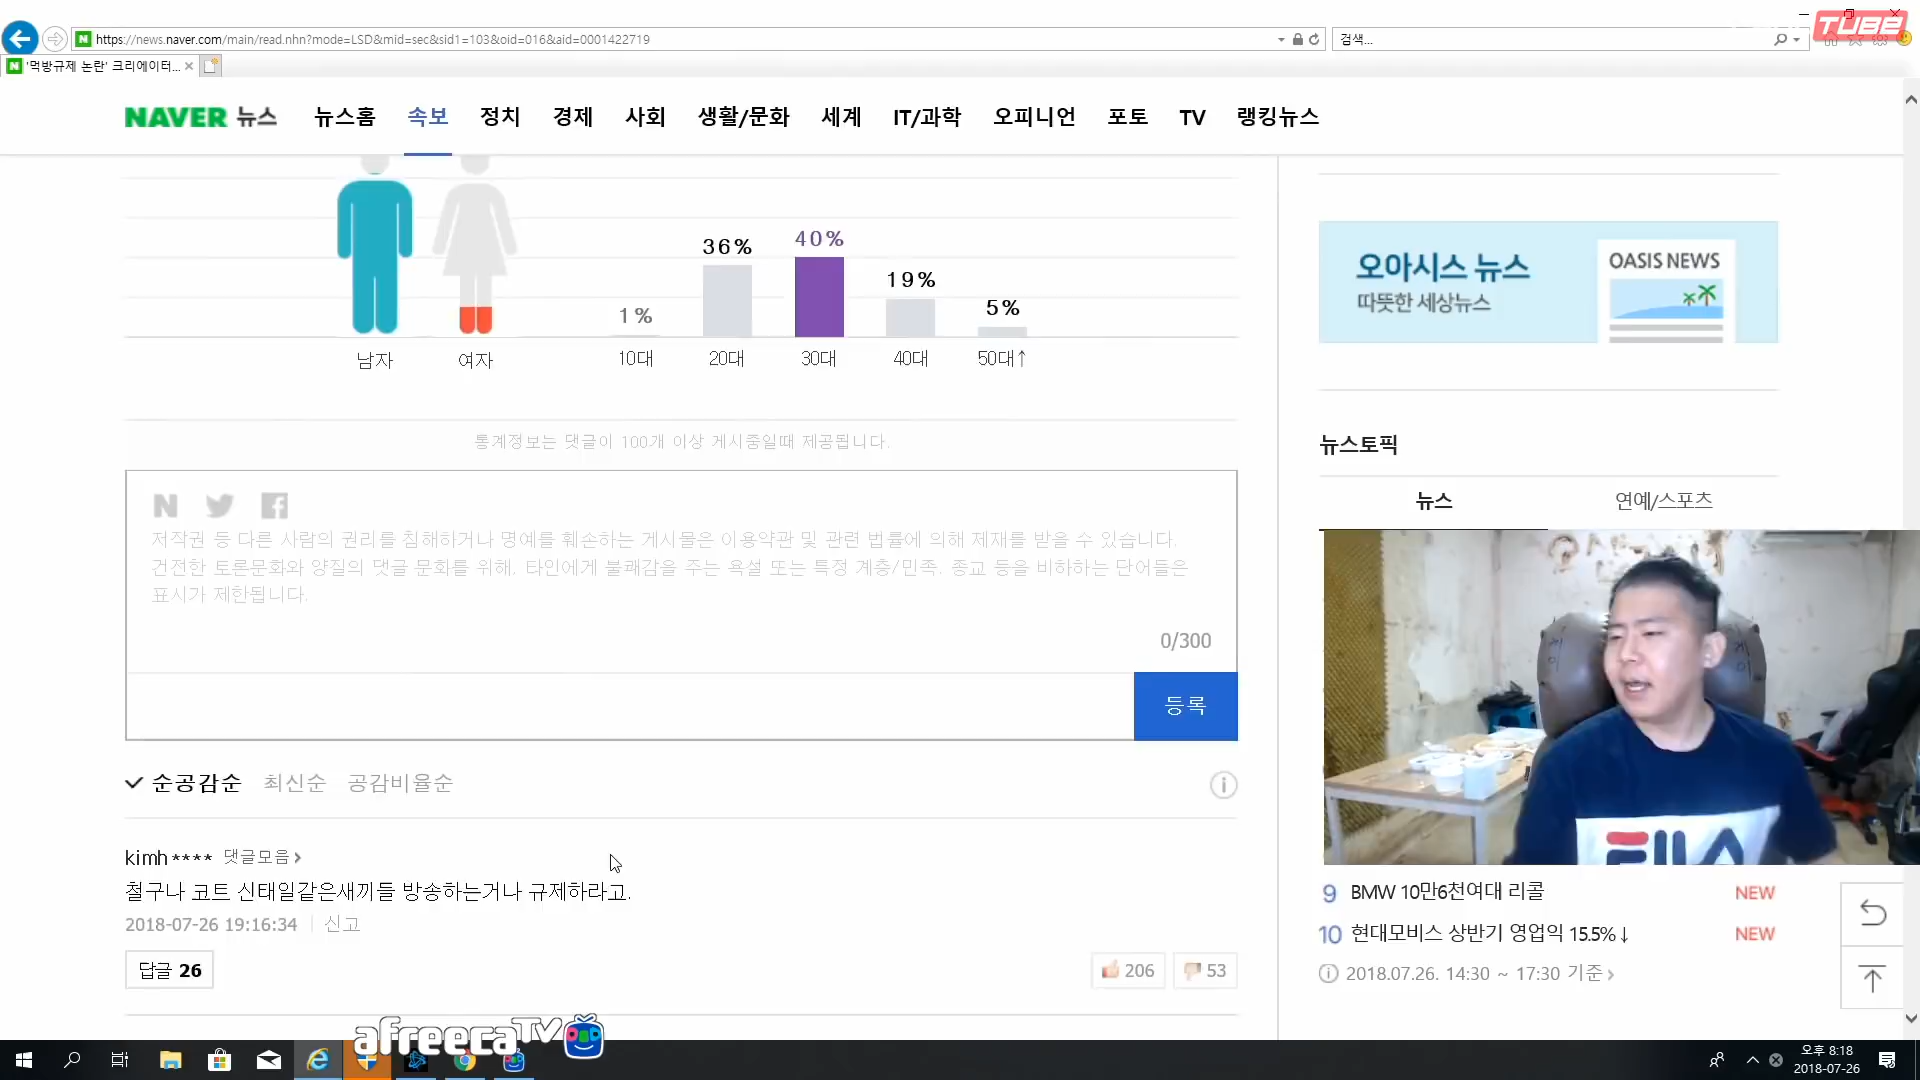 TUBE
https://news.naver.com/main/read.nhn?mode=LSD&mid=sec&sid1=103&oid=016&aid=0001422719
검색...
'먹방규제 논란' 크리에이터...
NAVER 뉴스
뉴스홈 속보 정치 경제 사회 생활/문화 세계 IT/과학 오피니언 포토 TV 랭킹뉴스
36%
40%
19%
5%
1%
남자 여자
10대 20대 30대 40대 50대↑
통계정보는 댓글이 100개 이상 게시중일때 제공됩니다.
저작권 등 다른 사람의 권리를 침해하거나 명예를 훼손하는 게시물은 이용약관 및 관련 법률에 의해 제재를 받을 수 있습니다.
건전한 토론문화와 양질의 댓글 문화를 위해, 타인에게 불쾌감을 주는 욕설 또는 특정 계층/민족, 종교 등을 비하하는 단어들은
표시가 제한됩니다.
0/300
등록
순공감순 최신순 공감비율순
kimh**** 댓글모음
철구나 코트 신태일같은새끼들 방송하는거나 규제하라고.
2018-07-26 19:16:34 신고
답글 26
206 53
오아시스 뉴스
따뜻한 세상뉴스
OASIS NEWS
뉴스토픽
뉴스 연예/스포츠
FILA
9 BMW 10만6천여대 리콜 NEW
10 현대모비스 상반기 영업익 15.5%↓ NEW
2018.07.26. 14:30 ~ 17:30 기준
afreecaTV
오후 8:18
2018-07-26